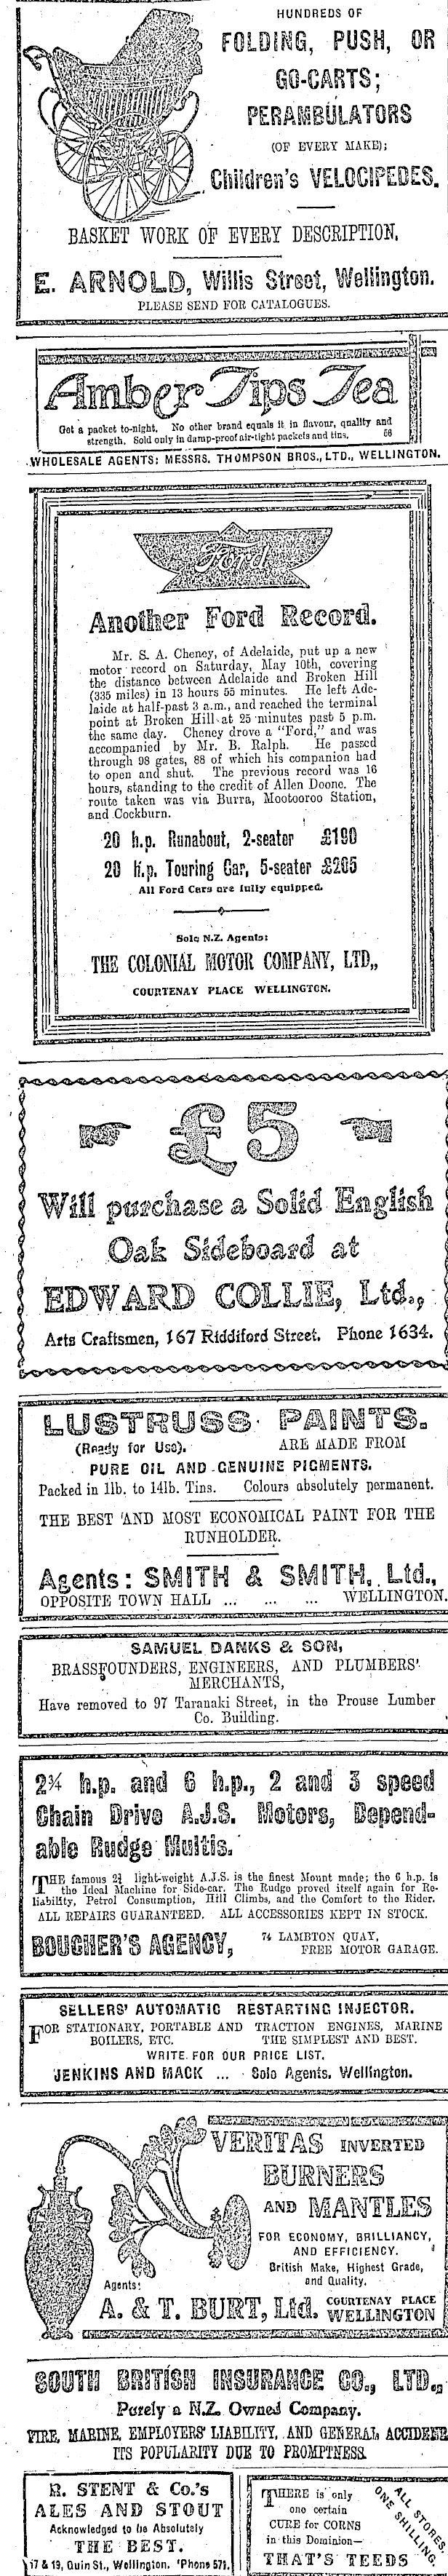 HUNDREDS OF
FOLDING, PUSH, OR
GO-CARTS;
PERAMBULATORS
(OF EVERY MAKE);
Children's VELOCIPEDES.
BASKET WORK OF EVERY DESCRIPTION.
E. ARNOLD, Willis Street, Wellington.
PLEASE SEND FOR CATALOGUES.
Amber Tips Tea
Get a packet to-night. No other brand equals it in flavour, quality and
strength. Sold only in damp-proof air-tight packets and tins. 56
WHOLESALE AGENTS: MESSRS. THOMPSON BROS., LTD., WELLINGTON.
Ford
Another Ford Record.
Mr. S. A. Cheney, of Adelaide, put up a new
motor record on Saturday, May 10th, covering
the distance between Adelaide and Broken Hill
(335 miles) in 13 hours 55 minutes. He left Ade-
laide at half-past 3 a.m., and reached the terminal
point at Broken Hill at 25 minutes past 5 p.m.
the same day. Cheney drove a "Ford," and was
accompanied by Mr. B. Ralph. He passed
through 98 gates, 88 of which his companion had
to open and shut. The previous record was 16
hours, standing to the credit of Allen Doone. The
route taken was via Burra, Mootooroo Station,
and Cockburn.
20 h.p. Runabout, 2-seater £190
20 h.p. Touring Car, 5-seater £205
All Ford Cars are fully equipped.
Sole N.Z. Agents:
THE COLONIAL MOTOR COMPANY, LTD.,
COURTENAY PLACE WELLINGTON.
£5
Will purchase a Solid English
Oak Sideboard at
EDWARD COLLIE, Ltd.,
Arts Craftsmen, 167 Riddiford Street. Phone 1634.
LUSTRUSS PAINTS.
(Ready for Use). ARE MADE FROM
PURE OIL AND GENUINE PIGMENTS.
Packed in 1lb. to 14lb. Tins. Colours absolutely permanent.
THE BEST AND MOST ECONOMICAL PAINT FOR THE
RUNHOLDER.
Agents: SMITH & SMITH, Ltd.,
OPPOSITE TOWN HALL ... ... ... WELLINGTON.
SAMUEL DANKS & SON,
BRASSFOUNDERS, ENGINEERS, AND PLUMBERS'
MERCHANTS,
Have removed to 97 Taranaki Street, in the Prouse Lumber
Co. Building.
2¾ h.p. and 6 h.p., 2 and 3 speed
Chain Drive A.J.S. Motors, Depend-
able Rudge Multis.
THE famous 2¾ light-weight A.J.S. is the finest Mount made; the 6 h.p. is
the Ideal Machine for Side-car. The Rudge proved itself again for Re-
liability, Petrol Consumption, Hill Climbs, and the Comfort to the Rider.
ALL REPAIRS GUARANTEED. ALL ACCESSORIES KEPT IN STOCK.
BOUCHER'S AGENCY, 74 LAMBTON QUAY,
FREE MOTOR GARAGE.
SELLERS' AUTOMATIC RESTARTING INJECTOR.
FOR STATIONARY, PORTABLE AND TRACTION ENGINES, MARINE
BOILERS, ETC. THE SIMPLEST AND BEST.
WRITE FOR OUR PRICE LIST.
JENKINS AND MACK ... Sole Agents, Wellington.
VERITAS INVERTED
BURNERS
AND MANTLES
FOR ECONOMY, BRILLIANCY,
AND EFFICIENCY.
British Make, Highest Grade,
and Quality.
Agents:
A. & T. BURT, Ltd. COURTENAY PLACE
WELLINGTON
SOUTH BRITISH INSURANCE CO., LTD.,
Purely a N.Z. Owned Company.
FIRE, MARINE, EMPLOYERS' LIABILITY, AND GENERAL ACCIDENT.
ITS POPULARITY DUE TO PROMPTNESS.
R. STENT & Co.'s
ALES AND STOUT
Acknowledged to be Absolutely
THE BEST.
17 & 19, Quin St., Wellington. 'Phone 571.
THERE is only
one certain
CURE for CORNS
in this Dominion—
THAT'S TEEDS
ALL STORES,
ONE SHILLING.